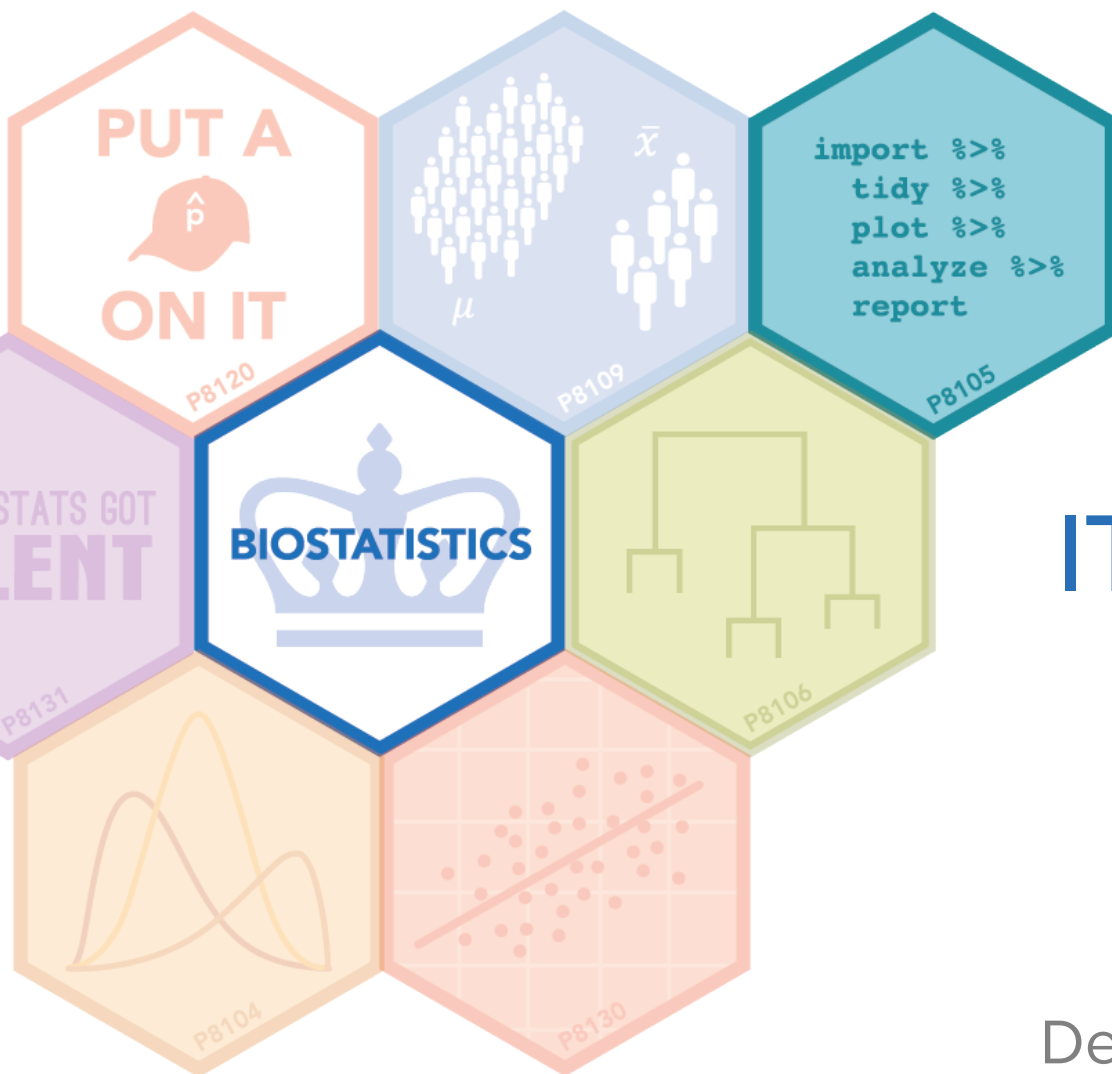 PUT A
p̂
ON IT
P8120
x̄
μ
P8109
import %>%
tidy %>%
plot %>%
analyze %>%
report
P8105
STATS GOT
LENT
P8131
BIOSTATISTICS
P8106
IT
P8104
P8130
De